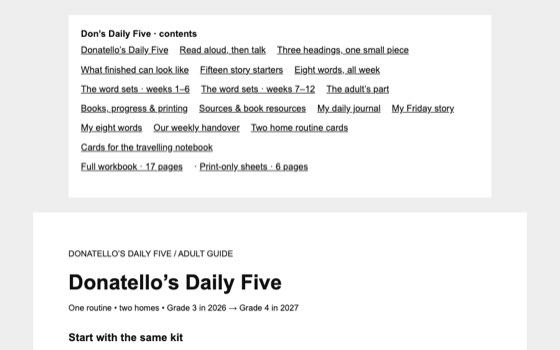 Don's Daily Five · contents
Donatello's Daily Five Read aloud, then talk Three headings, one small piece
What finished can look like Fifteen story starters Eight words, all week
The word sets · weeks 1–6 The word sets · weeks 7–12 The adult's part
Books, progress & printing Sources & book resources My daily journal My Friday story
My eight words Our weekly handover Two home routine cards
Cards for the travelling notebook
Full workbook · 17 pages · Print-only sheets · 6 pages
DONATELLO'S DAILY FIVE / ADULT GUIDE
Donatello's Daily Five
One routine • two homes • Grade 3 in 2026 → Grade 4 in 2027
Start with the same kit